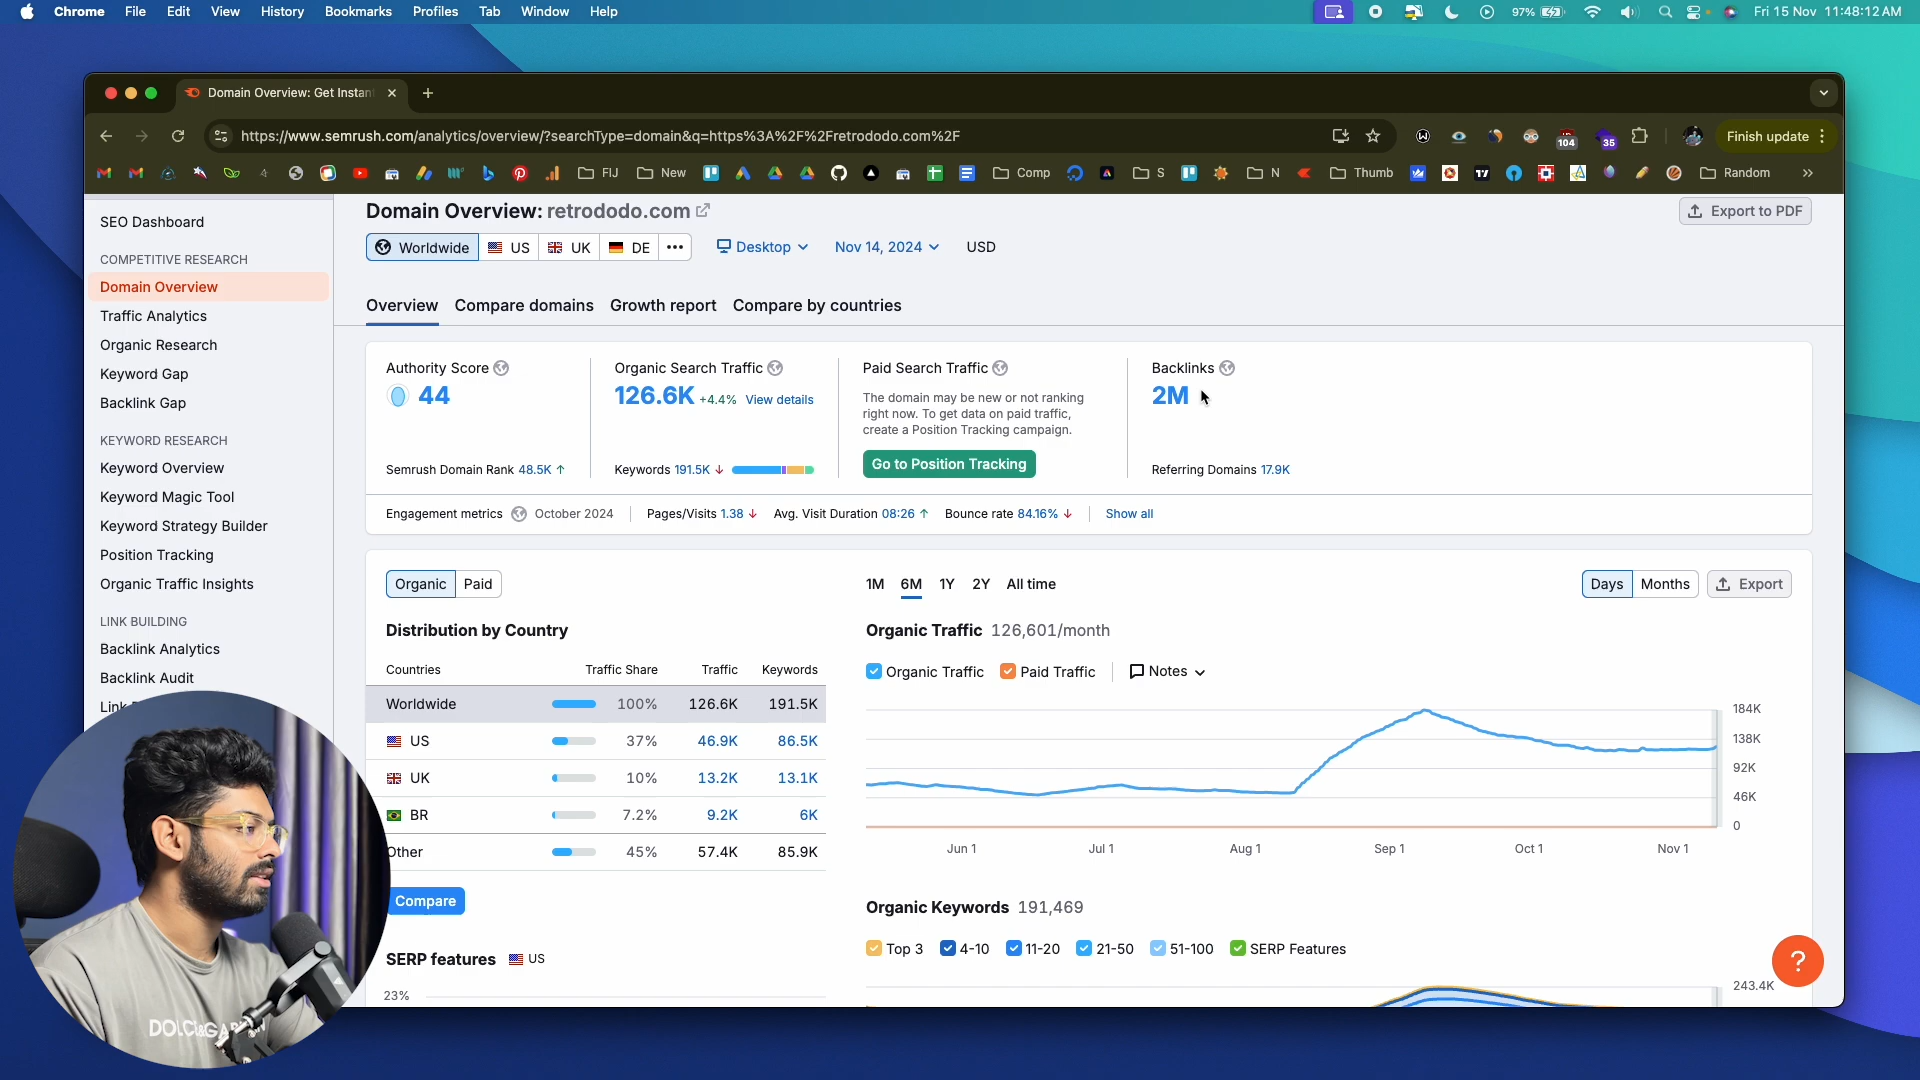 Chrome File Edit View History Bookmarks Profiles Tab Window Help 97% Fri 15 Nov 11:48:12 AM
Domain Overview: Get Instan
Finish update
https://www.semrush.com/analytics/overview/?searchType=domain&q=https%3A%2F%2Fretrododo.com%2F
104 35
FIJ New Comp S N Thumb Random
SEO Dashboard
COMPETITIVE RESEARCH
Domain Overview
Traffic Analytics
Organic Research
Keyword Gap
Backlink Gap
KEYWORD RESEARCH
Keyword Overview
Keyword Magic Tool
Keyword Strategy Builder
Position Tracking
Organic Traffic Insights
LINK BUILDING
Backlink Analytics
Backlink Audit
Domain Overview: retrododo.com
Export to PDF
Worldwide US UK DE ••• Desktop Nov 14, 2024 USD
Overview Compare domains Growth report Compare by countries
Authority Score
44
Semrush Domain Rank 48.5K ↑
Organic Search Traffic
126.6K +4.4% View details
Keywords 191.5K ↓
Paid Search Traffic
The domain may be new or not ranking
right now. To get data on paid traffic,
create a Position Tracking campaign.
Go to Position Tracking
Backlinks
2M
Referring Domains 17.9K
Engagement metrics October 2024 Pages/Visits 1.38 ↓ Avg. Visit Duration 08:26 ↑ Bounce rate 84.16% ↓ Show all
Organic Paid
Distribution by Country
Countries Traffic Share Traffic Keywords
Worldwide 100% 126.6K 191.5K
US 37% 46.9K 86.5K
UK 10% 13.2K 13.1K
BR 7.2% 9.2K 6K
Other 45% 57.4K 85.9K
Compare
SERP features US
23%
1M 6M 1Y 2Y All time
Days Months Export
Organic Traffic 126,601/month
Organic Traffic Paid Traffic Notes
184K
138K
92K
46K
0
Jun 1 Jul 1 Aug 1 Sep 1 Oct 1 Nov 1
Organic Keywords 191,469
Top 3 4-10 11-20 21-50 51-100 SERP Features
243.4K
?